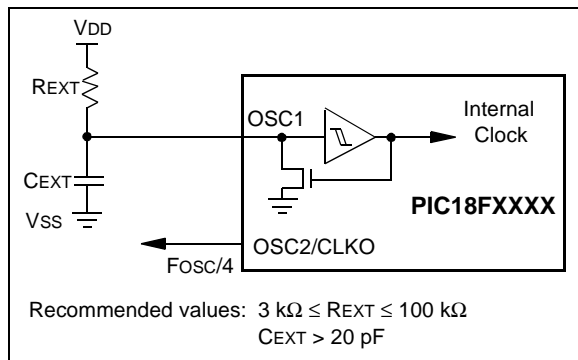 VDD
REXT
OSC1
Internal
Clock
CEXT
PIC18FXXXX
VSS
OSC2/CLKO
FOSC/4
Recommended values: 3 kΩ ≤ REXT ≤ 100 kΩ
CEXT > 20 pF